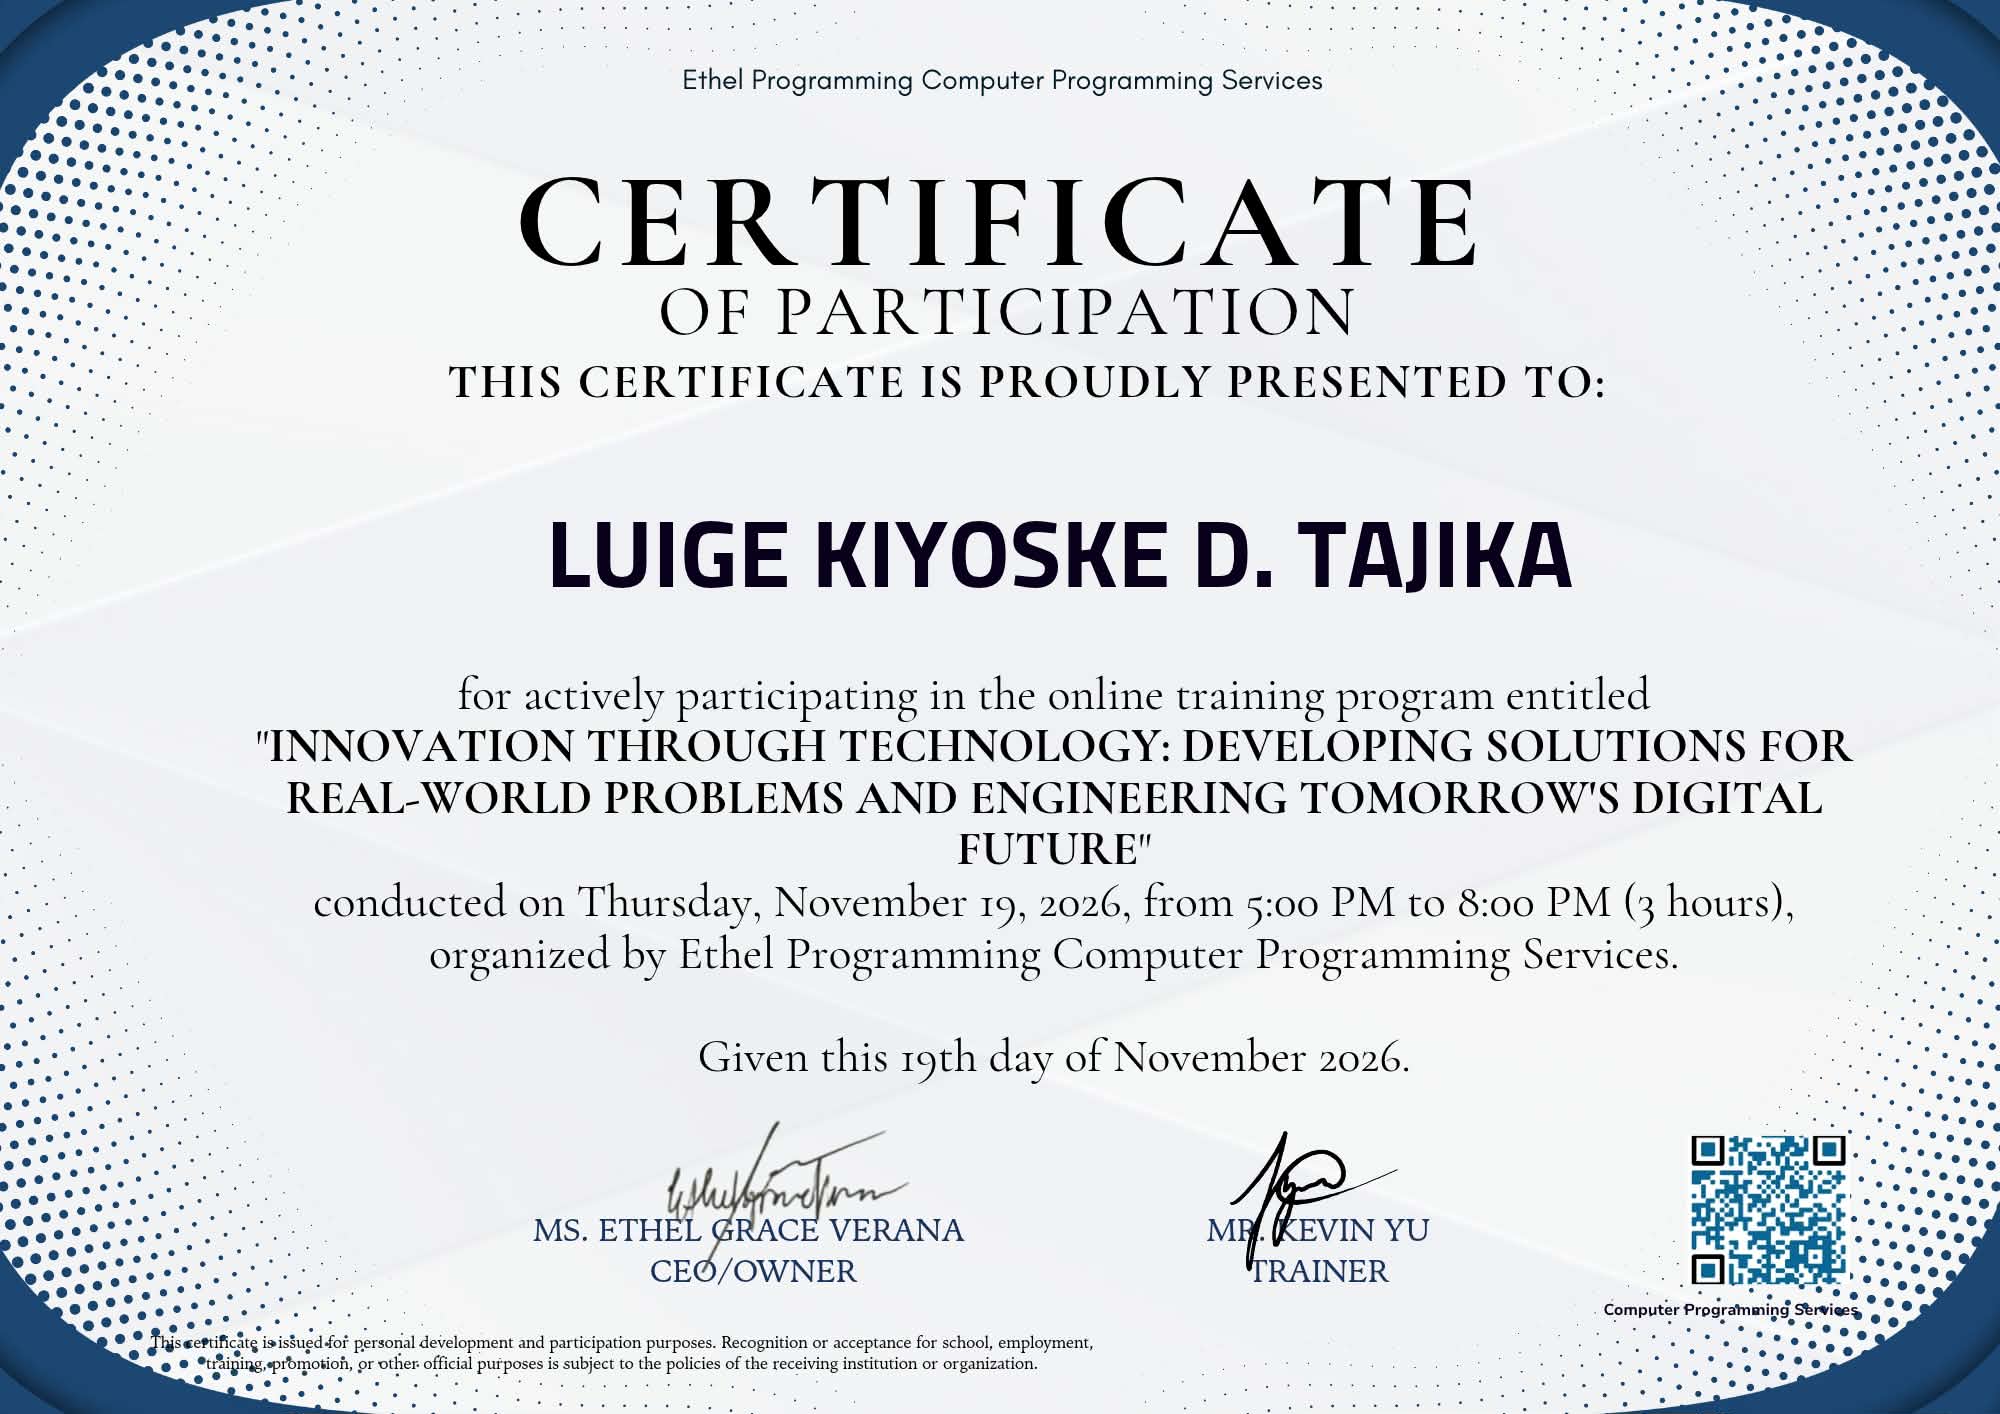 Ethel Programming Computer Programming Services
CERTIFICATE
OF PARTICIPATION
THIS CERTIFICATE IS PROUDLY PRESENTED TO:
LUIGE KIYOSKE D. TAJIKA
for actively participating in the online training program entitled
"INNOVATION THROUGH TECHNOLOGY: DEVELOPING SOLUTIONS FOR
REAL-WORLD PROBLEMS AND ENGINEERING TOMORROW'S DIGITAL
FUTURE"
conducted on Thursday, November 19, 2026, from 5:00 PM to 8:00 PM (3 hours),
organized by Ethel Programming Computer Programming Services.
Given this 19th day of November 2026.
MS. ETHEL GRACE VERANA
CEO/OWNER
MR. KEVIN YU
TRAINER
Computer Programming Services
This certificate is issued for personal development and participation purposes. Recognition or acceptance for school, employment,
training, promotion, or other official purposes is subject to the policies of the receiving institution or organization.